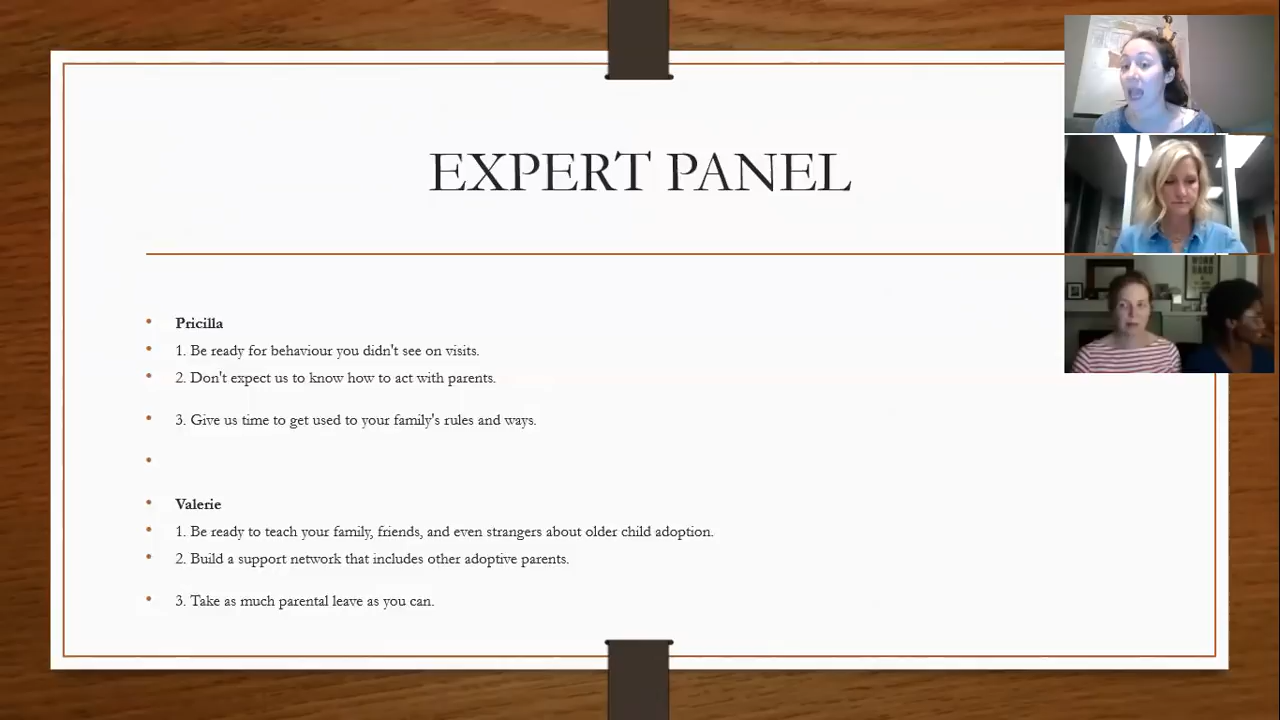 EXPERT PANEL
WORK
HARD
Pricilla
1. Be ready for behaviour you didn't see on visits.
2. Don't expect us to know how to act with parents.
3. Give us time to get used to your family's rules and ways.
Valerie
1. Be ready to teach your family, friends, and even strangers about older child adoption.
2. Build a support network that includes other adoptive parents.
3. Take as much parental leave as you can.